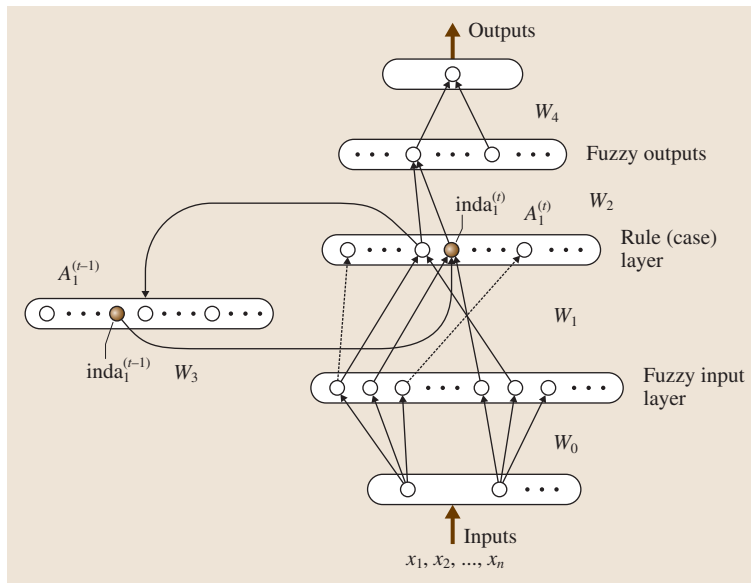 Outputs
W₄
Fuzzy outputs
inda₁⁽ᵗ⁾
A₁⁽ᵗ⁾
W₂
Rule (case)
layer
A₁⁽ᵗ⁻¹⁾
W₁
inda₁⁽ᵗ⁻¹⁾
W₃
Fuzzy input
layer
W₀
Inputs
x₁, x₂, ..., xₙ